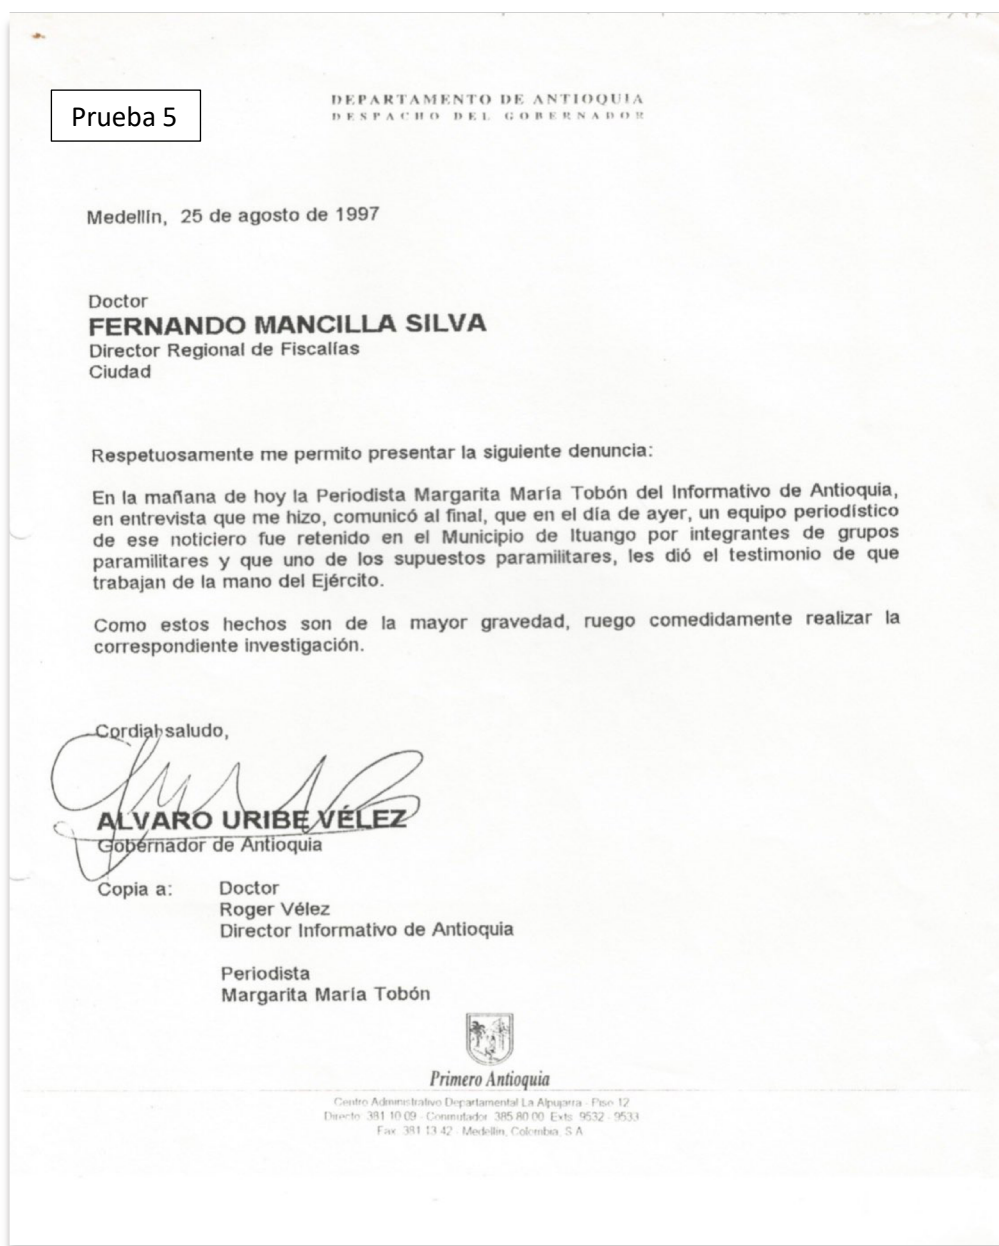 Prueba 5
DEPARTAMENTO DE ANTIOQUIA
DESPACHO DEL GOBERNADOR
Medellín, 25 de agosto de 1997
Doctor
FERNANDO MANCILLA SILVA
Director Regional de Fiscalías
Ciudad
Respetuosamente me permito presentar la siguiente denuncia:
En la mañana de hoy la Periodista Margarita María Tobón del Informativo de Antioquia,
en entrevista que me hizo, comunicó al final, que en el día de ayer, un equipo periodístico
de ese noticiero fue retenido en el Municipio de Ituango por integrantes de grupos
paramilitares y que uno de los supuestos paramilitares, les dió el testimonio de que
trabajan de la mano del Ejército.
Como estos hechos son de la mayor gravedad, ruego comedidamente realizar la
correspondiente investigación.
Cordial saludo,
ALVARO URIBE VÉLEZ
Gobernador de Antioquia
Copia a: Doctor
Roger Vélez
Director Informativo de Antioquia
Periodista
Margarita María Tobón
Primero Antioquia
Centro Administrativo Departamental La Alpujarra - Piso 12
Directo 381 10 09 - Conmutador 385 80 00 Exts 9532 - 9533
Fax 381 13 42 - Medellín, Colombia, S.A.